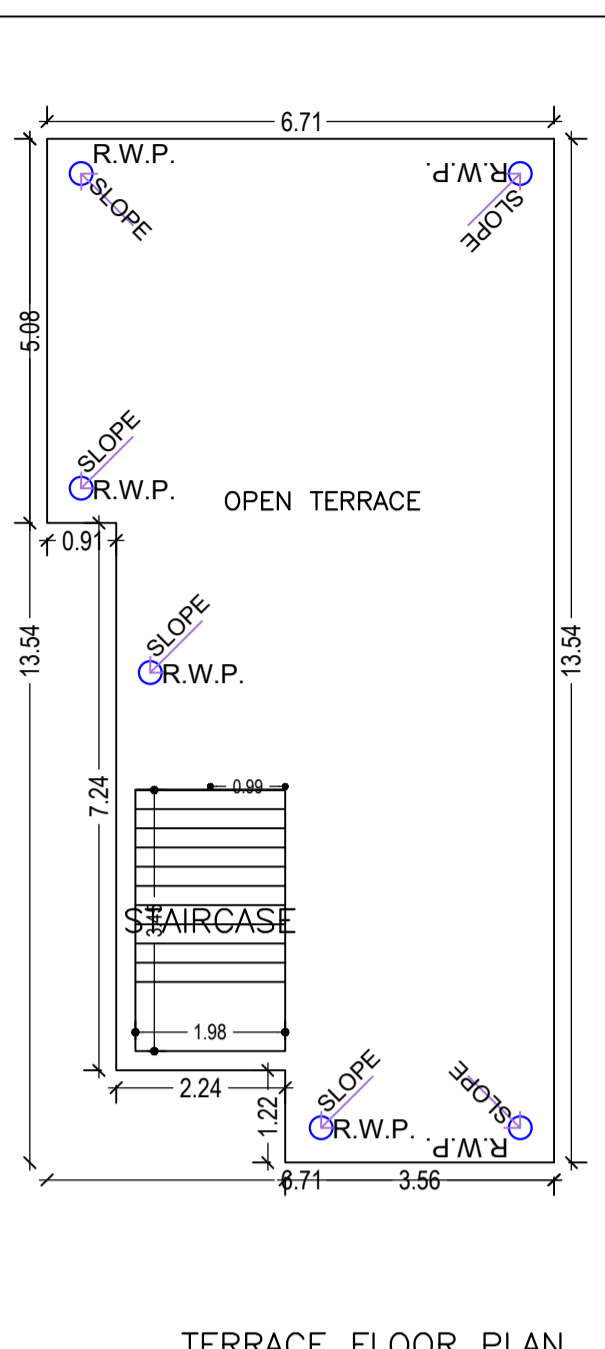 6.71
R.W.P.
R.W.P.
SLOPE
SLOPE
5.08
SLOPE
R.W.P.
OPEN TERRACE
0.91
13.54
13.54
SLOPE
R.W.P.
7.24
0.99
STAIRCASE
1.98
2.24
1.22
SLOPE
SLOPE
R.W.P.
R.W.P.
6.71
3.56
TERRACE FLOOR PLAN